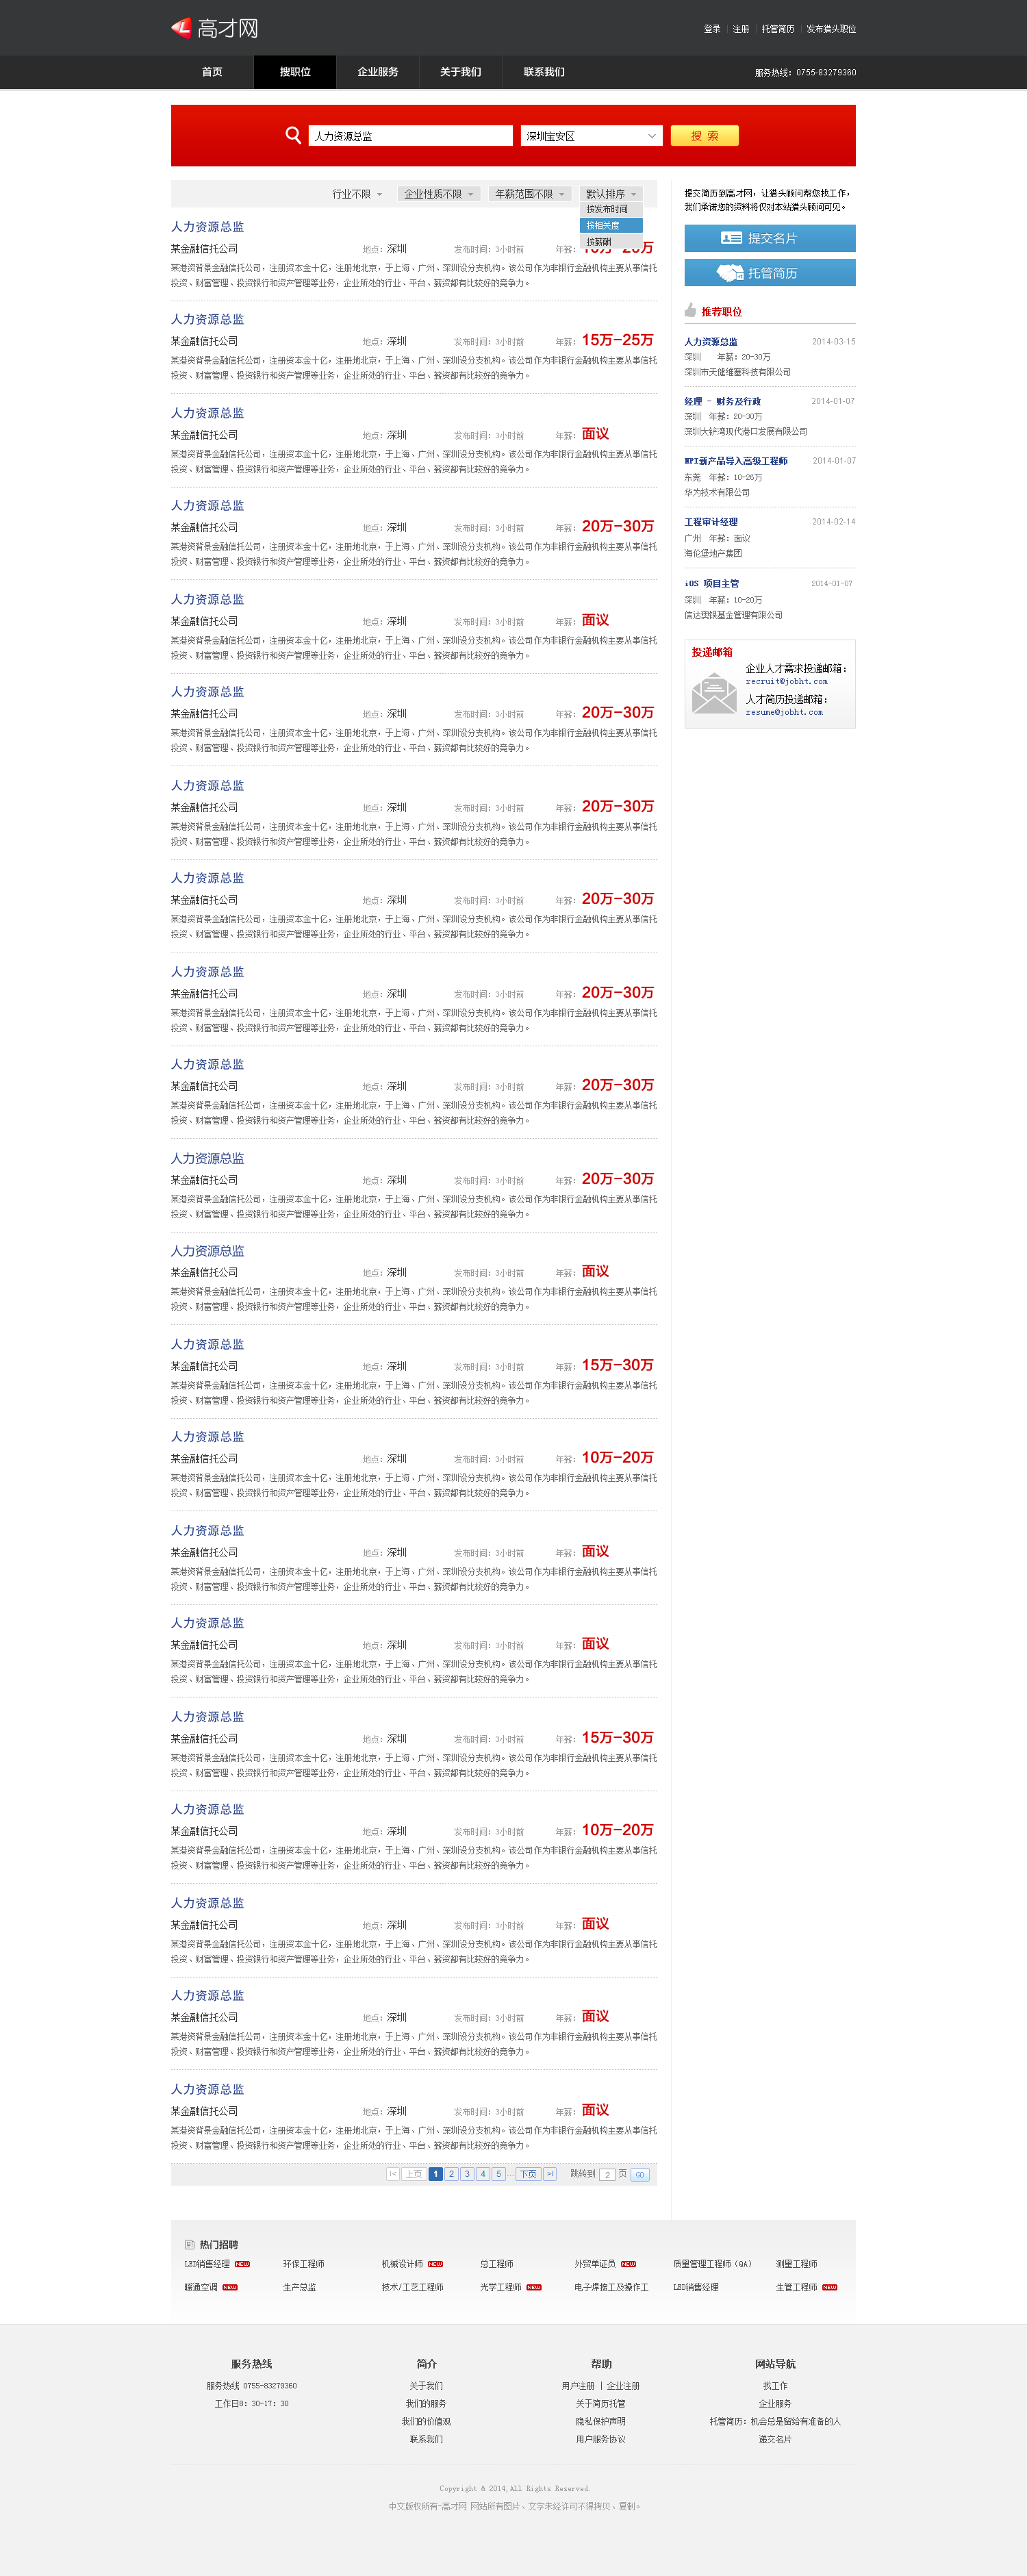 高才网
登录 | 注册 | 托管简历 | 发布猎头职位
首页 搜职位 企业服务 关于我们 联系我们 服务热线: 0755-83279360
人力资源总监 深圳宝安区 搜 索
行业不限 企业性质不限 年薪范围不限 默认排序
按发布时间
按相关度
按薪酬
人力资源总监
某金融信托公司 地点: 深圳 发布时间: 3小时前 年薪:
某港资背景金融信托公司，注册资本金十亿，注册地北京，于上海、广州、深圳设分支机构。该公司作为非银行金融机构主要从事信托
投资、财富管理、投资银行和资产管理等业务，企业所处的行业、平台、薪资都有比较好的竞争力。
人力资源总监
某金融信托公司 地点: 深圳 发布时间: 3小时前 年薪: 15万-25万
某港资背景金融信托公司，注册资本金十亿，注册地北京，于上海、广州、深圳设分支机构。该公司作为非银行金融机构主要从事信托
投资、财富管理、投资银行和资产管理等业务，企业所处的行业、平台、薪资都有比较好的竞争力。
人力资源总监
某金融信托公司 地点: 深圳 发布时间: 3小时前 年薪: 面议
某港资背景金融信托公司，注册资本金十亿，注册地北京，于上海、广州、深圳设分支机构。该公司作为非银行金融机构主要从事信托
投资、财富管理、投资银行和资产管理等业务，企业所处的行业、平台、薪资都有比较好的竞争力。
人力资源总监
某金融信托公司 地点: 深圳 发布时间: 3小时前 年薪: 20万-30万
某港资背景金融信托公司，注册资本金十亿，注册地北京，于上海、广州、深圳设分支机构。该公司作为非银行金融机构主要从事信托
投资、财富管理、投资银行和资产管理等业务，企业所处的行业、平台、薪资都有比较好的竞争力。
人力资源总监
某金融信托公司 地点: 深圳 发布时间: 3小时前 年薪: 面议
某港资背景金融信托公司，注册资本金十亿，注册地北京，于上海、广州、深圳设分支机构。该公司作为非银行金融机构主要从事信托
投资、财富管理、投资银行和资产管理等业务，企业所处的行业、平台、薪资都有比较好的竞争力。
人力资源总监
某金融信托公司 地点: 深圳 发布时间: 3小时前 年薪: 20万-30万
某港资背景金融信托公司，注册资本金十亿，注册地北京，于上海、广州、深圳设分支机构。该公司作为非银行金融机构主要从事信托
投资、财富管理、投资银行和资产管理等业务，企业所处的行业、平台、薪资都有比较好的竞争力。
人力资源总监
某金融信托公司 地点: 深圳 发布时间: 3小时前 年薪: 20万-30万
某港资背景金融信托公司，注册资本金十亿，注册地北京，于上海、广州、深圳设分支机构。该公司作为非银行金融机构主要从事信托
投资、财富管理、投资银行和资产管理等业务，企业所处的行业、平台、薪资都有比较好的竞争力。
人力资源总监
某金融信托公司 地点: 深圳 发布时间: 3小时前 年薪: 20万-30万
某港资背景金融信托公司，注册资本金十亿，注册地北京，于上海、广州、深圳设分支机构。该公司作为非银行金融机构主要从事信托
投资、财富管理、投资银行和资产管理等业务，企业所处的行业、平台、薪资都有比较好的竞争力。
人力资源总监
某金融信托公司 地点: 深圳 发布时间: 3小时前 年薪: 20万-30万
某港资背景金融信托公司，注册资本金十亿，注册地北京，于上海、广州、深圳设分支机构。该公司作为非银行金融机构主要从事信托
投资、财富管理、投资银行和资产管理等业务，企业所处的行业、平台、薪资都有比较好的竞争力。
人力资源总监
某金融信托公司 地点: 深圳 发布时间: 3小时前 年薪: 20万-30万
某港资背景金融信托公司，注册资本金十亿，注册地北京，于上海、广州、深圳设分支机构。该公司作为非银行金融机构主要从事信托
投资、财富管理、投资银行和资产管理等业务，企业所处的行业、平台、薪资都有比较好的竞争力。
人力资源总监
某金融信托公司 地点: 深圳 发布时间: 3小时前 年薪: 20万-30万
某港资背景金融信托公司，注册资本金十亿，注册地北京，于上海、广州、深圳设分支机构。该公司作为非银行金融机构主要从事信托
投资、财富管理、投资银行和资产管理等业务，企业所处的行业、平台、薪资都有比较好的竞争力。
人力资源总监
某金融信托公司 地点: 深圳 发布时间: 3小时前 年薪: 面议
某港资背景金融信托公司，注册资本金十亿，注册地北京，于上海、广州、深圳设分支机构。该公司作为非银行金融机构主要从事信托
投资、财富管理、投资银行和资产管理等业务，企业所处的行业、平台、薪资都有比较好的竞争力。
人力资源总监
某金融信托公司 地点: 深圳 发布时间: 3小时前 年薪: 15万-30万
某港资背景金融信托公司，注册资本金十亿，注册地北京，于上海、广州、深圳设分支机构。该公司作为非银行金融机构主要从事信托
投资、财富管理、投资银行和资产管理等业务，企业所处的行业、平台、薪资都有比较好的竞争力。
人力资源总监
某金融信托公司 地点: 深圳 发布时间: 3小时前 年薪: 10万-20万
某港资背景金融信托公司，注册资本金十亿，注册地北京，于上海、广州、深圳设分支机构。该公司作为非银行金融机构主要从事信托
投资、财富管理、投资银行和资产管理等业务，企业所处的行业、平台、薪资都有比较好的竞争力。
人力资源总监
某金融信托公司 地点: 深圳 发布时间: 3小时前 年薪: 面议
某港资背景金融信托公司，注册资本金十亿，注册地北京，于上海、广州、深圳设分支机构。该公司作为非银行金融机构主要从事信托
投资、财富管理、投资银行和资产管理等业务，企业所处的行业、平台、薪资都有比较好的竞争力。
人力资源总监
某金融信托公司 地点: 深圳 发布时间: 3小时前 年薪: 面议
某港资背景金融信托公司，注册资本金十亿，注册地北京，于上海、广州、深圳设分支机构。该公司作为非银行金融机构主要从事信托
投资、财富管理、投资银行和资产管理等业务，企业所处的行业、平台、薪资都有比较好的竞争力。
人力资源总监
某金融信托公司 地点: 深圳 发布时间: 3小时前 年薪: 15万-30万
某港资背景金融信托公司，注册资本金十亿，注册地北京，于上海、广州、深圳设分支机构。该公司作为非银行金融机构主要从事信托
投资、财富管理、投资银行和资产管理等业务，企业所处的行业、平台、薪资都有比较好的竞争力。
人力资源总监
某金融信托公司 地点: 深圳 发布时间: 3小时前 年薪: 10万-20万
某港资背景金融信托公司，注册资本金十亿，注册地北京，于上海、广州、深圳设分支机构。该公司作为非银行金融机构主要从事信托
投资、财富管理、投资银行和资产管理等业务，企业所处的行业、平台、薪资都有比较好的竞争力。
人力资源总监
某金融信托公司 地点: 深圳 发布时间: 3小时前 年薪: 面议
某港资背景金融信托公司，注册资本金十亿，注册地北京，于上海、广州、深圳设分支机构。该公司作为非银行金融机构主要从事信托
投资、财富管理、投资银行和资产管理等业务，企业所处的行业、平台、薪资都有比较好的竞争力。
人力资源总监
某金融信托公司 地点: 深圳 发布时间: 3小时前 年薪: 面议
某港资背景金融信托公司，注册资本金十亿，注册地北京，于上海、广州、深圳设分支机构。该公司作为非银行金融机构主要从事信托
投资、财富管理、投资银行和资产管理等业务，企业所处的行业、平台、薪资都有比较好的竞争力。
人力资源总监
某金融信托公司 地点: 深圳 发布时间: 3小时前 年薪: 面议
某港资背景金融信托公司，注册资本金十亿，注册地北京，于上海、广州、深圳设分支机构。该公司作为非银行金融机构主要从事信托
投资、财富管理、投资银行和资产管理等业务，企业所处的行业、平台、薪资都有比较好的竞争力。
|< 上页 1 2 3 4 5 ... 下页 >| 跳转到 2 页 GO
提交简历到高才网，让猎头顾问帮您找工作，
我们承诺您的资料将仅对本站猎头顾问可见。
提交名片
托管简历
推荐职位
人力资源总监 2014-03-15
深圳 年薪: 20-30万
深圳市天健维塞科技有限公司
经理 - 财务及行政 2014-01-07
深圳 年薪: 20-30万
深圳大铲湾现代港口发展有限公司
NPI新产品导入高级工程师 2014-01-07
东莞 年薪: 10-26万
华为技术有限公司
工程审计经理 2014-02-14
广州 年薪: 面议
海伦堡地产集团
iOS 项目主管 2014-01-07
深圳 年薪: 10-20万
信达澳银基金管理有限公司
投递邮箱
企业人才需求投递邮箱:
recruit@jobht.com
人才简历投递邮箱:
resume@jobht.com
热门招聘
LED销售经理 NEW 环保工程师 机械设计师 NEW 总工程师 外贸单证员 NEW 质量管理工程师（QA） 测量工程师
暖通空调 NEW 生产总监 技术/工艺工程师 光学工程师 NEW 电子焊接工及操作工 LED销售经理 生管工程师 NEW
服务热线 简介 帮助 网站导航
服务热线 0755-83279360 关于我们 用户注册 | 企业注册 找工作
工作日8: 30-17: 30 我们的服务 关于简历托管 企业服务
我们的价值观 隐私保护声明 托管简历: 机会总是留给有准备的人
联系我们 用户服务协议 递交名片
Copyright @ 2014,All Rights Reserved.
中文版权所有-高才网 网站所有图片、文字未经许可不得拷贝、复制。